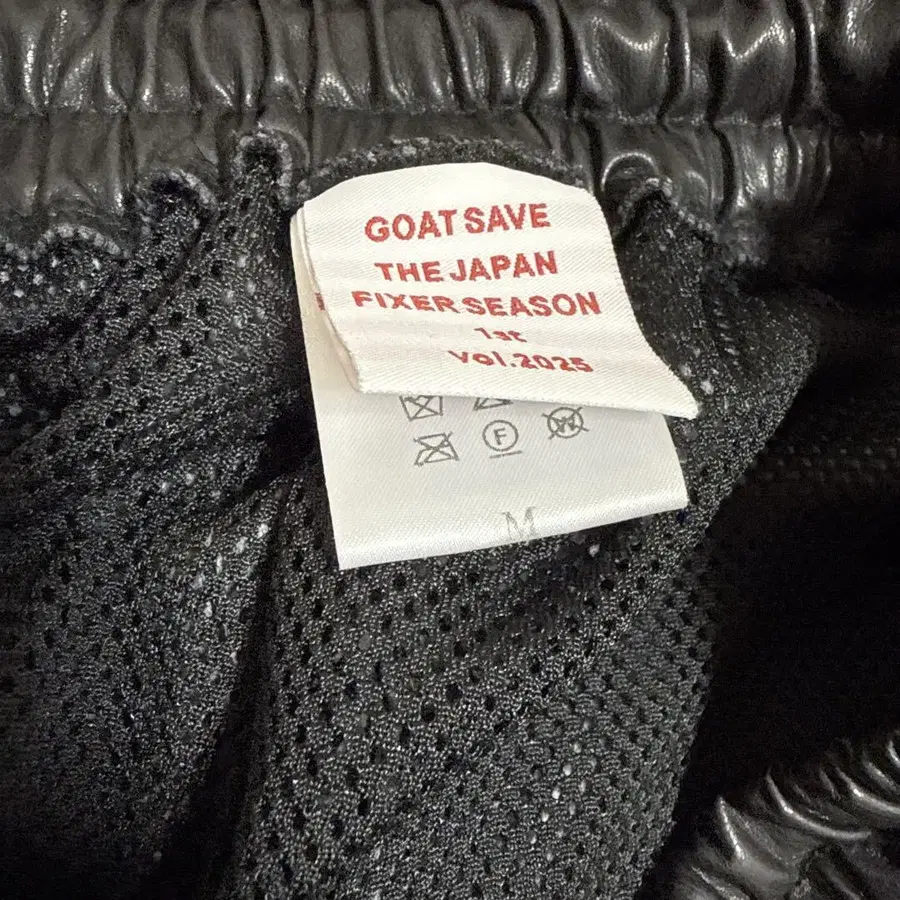 GOAT SAVE
THE JAPAN
FIXER SEASON
1st
Vol.2025
F
W
M